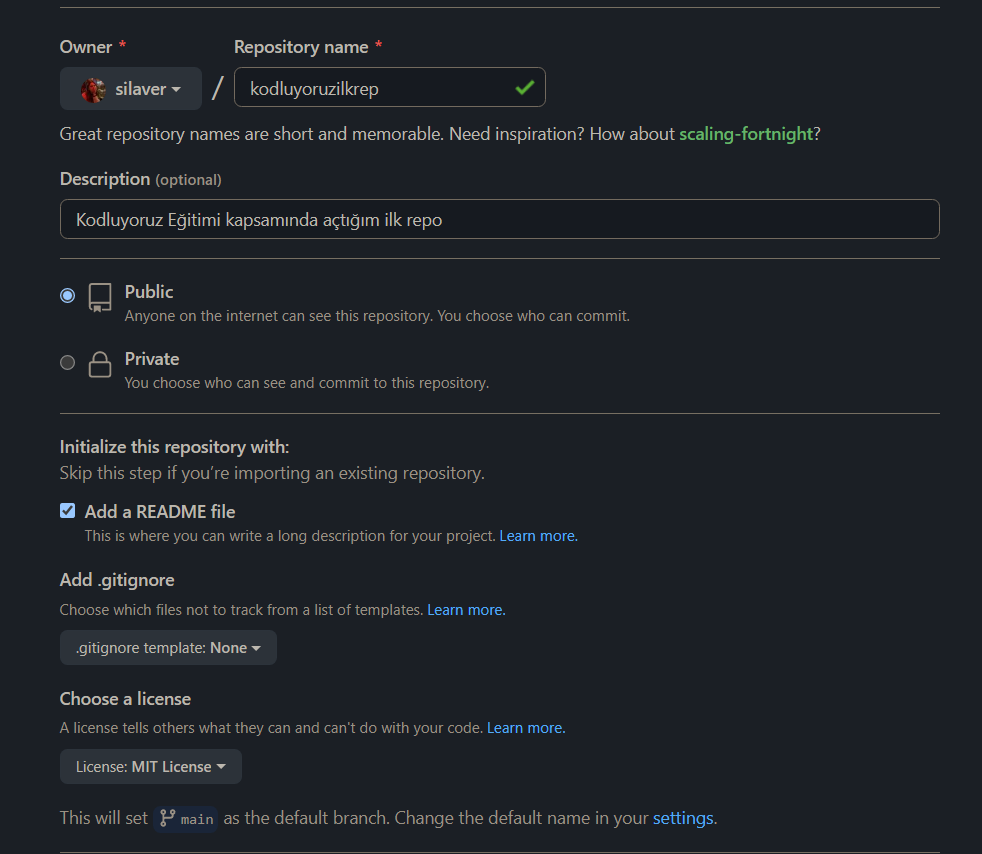 Owner * Repository name *
silaver / kodluyoruzilkrep
Great repository names are short and memorable. Need inspiration? How about scaling-fortnight?
Description (optional)
Kodluyoruz Eğitimi kapsamında açtığım ilk repo
Public
Anyone on the internet can see this repository. You choose who can commit.
Private
You choose who can see and commit to this repository.
Initialize this repository with:
Skip this step if you're importing an existing repository.
Add a README file
This is where you can write a long description for your project. Learn more.
Add .gitignore
Choose which files not to track from a list of templates. Learn more.
.gitignore template: None
Choose a license
A license tells others what they can and can't do with your code. Learn more.
License: MIT License
This will set main as the default branch. Change the default name in your settings.